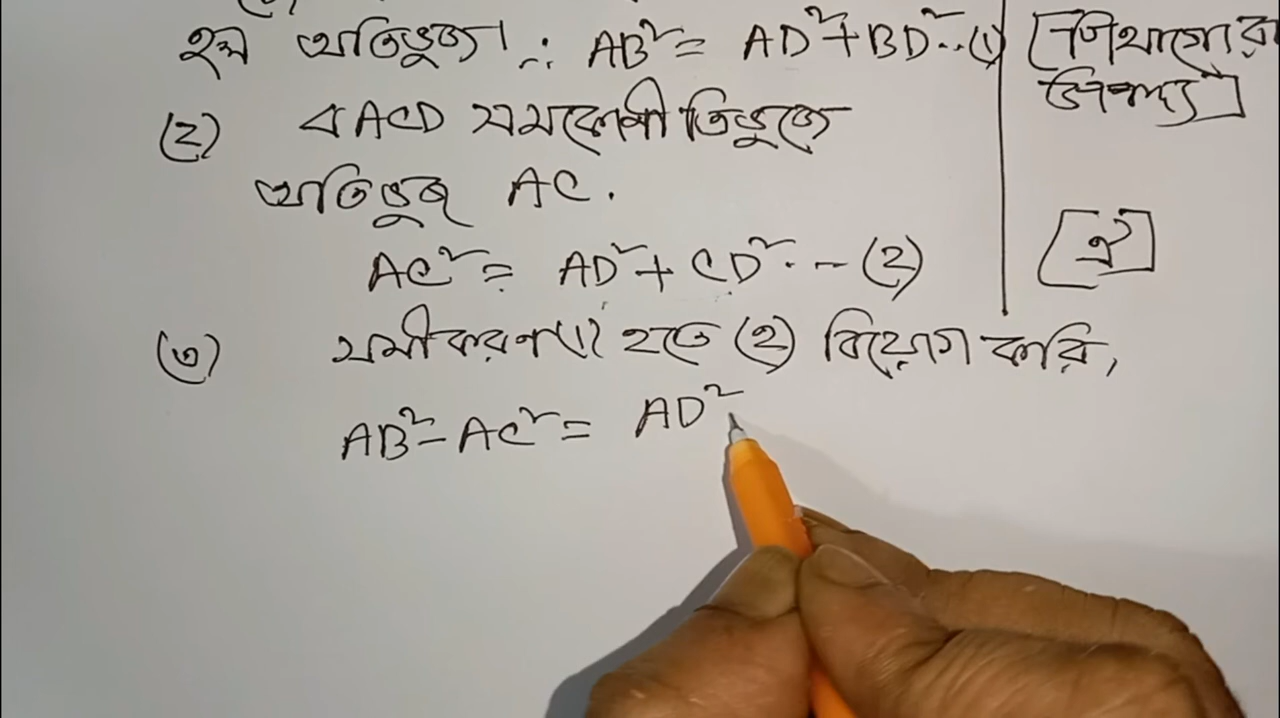 হল অতিভুজ। ∴ AB² = AD² + BD² --(1) [পিথাগোরা
উপপাদ্য]
(2) ⊲ ACD সমকোণী ত্রিভুজে
অতিভুজ AC.
AC² = AD² + CD² -- (2) [ঐ]
(৩) সমীকরণ (1) হতে (2) বিয়োগ করি,
AB² - AC² = AD²